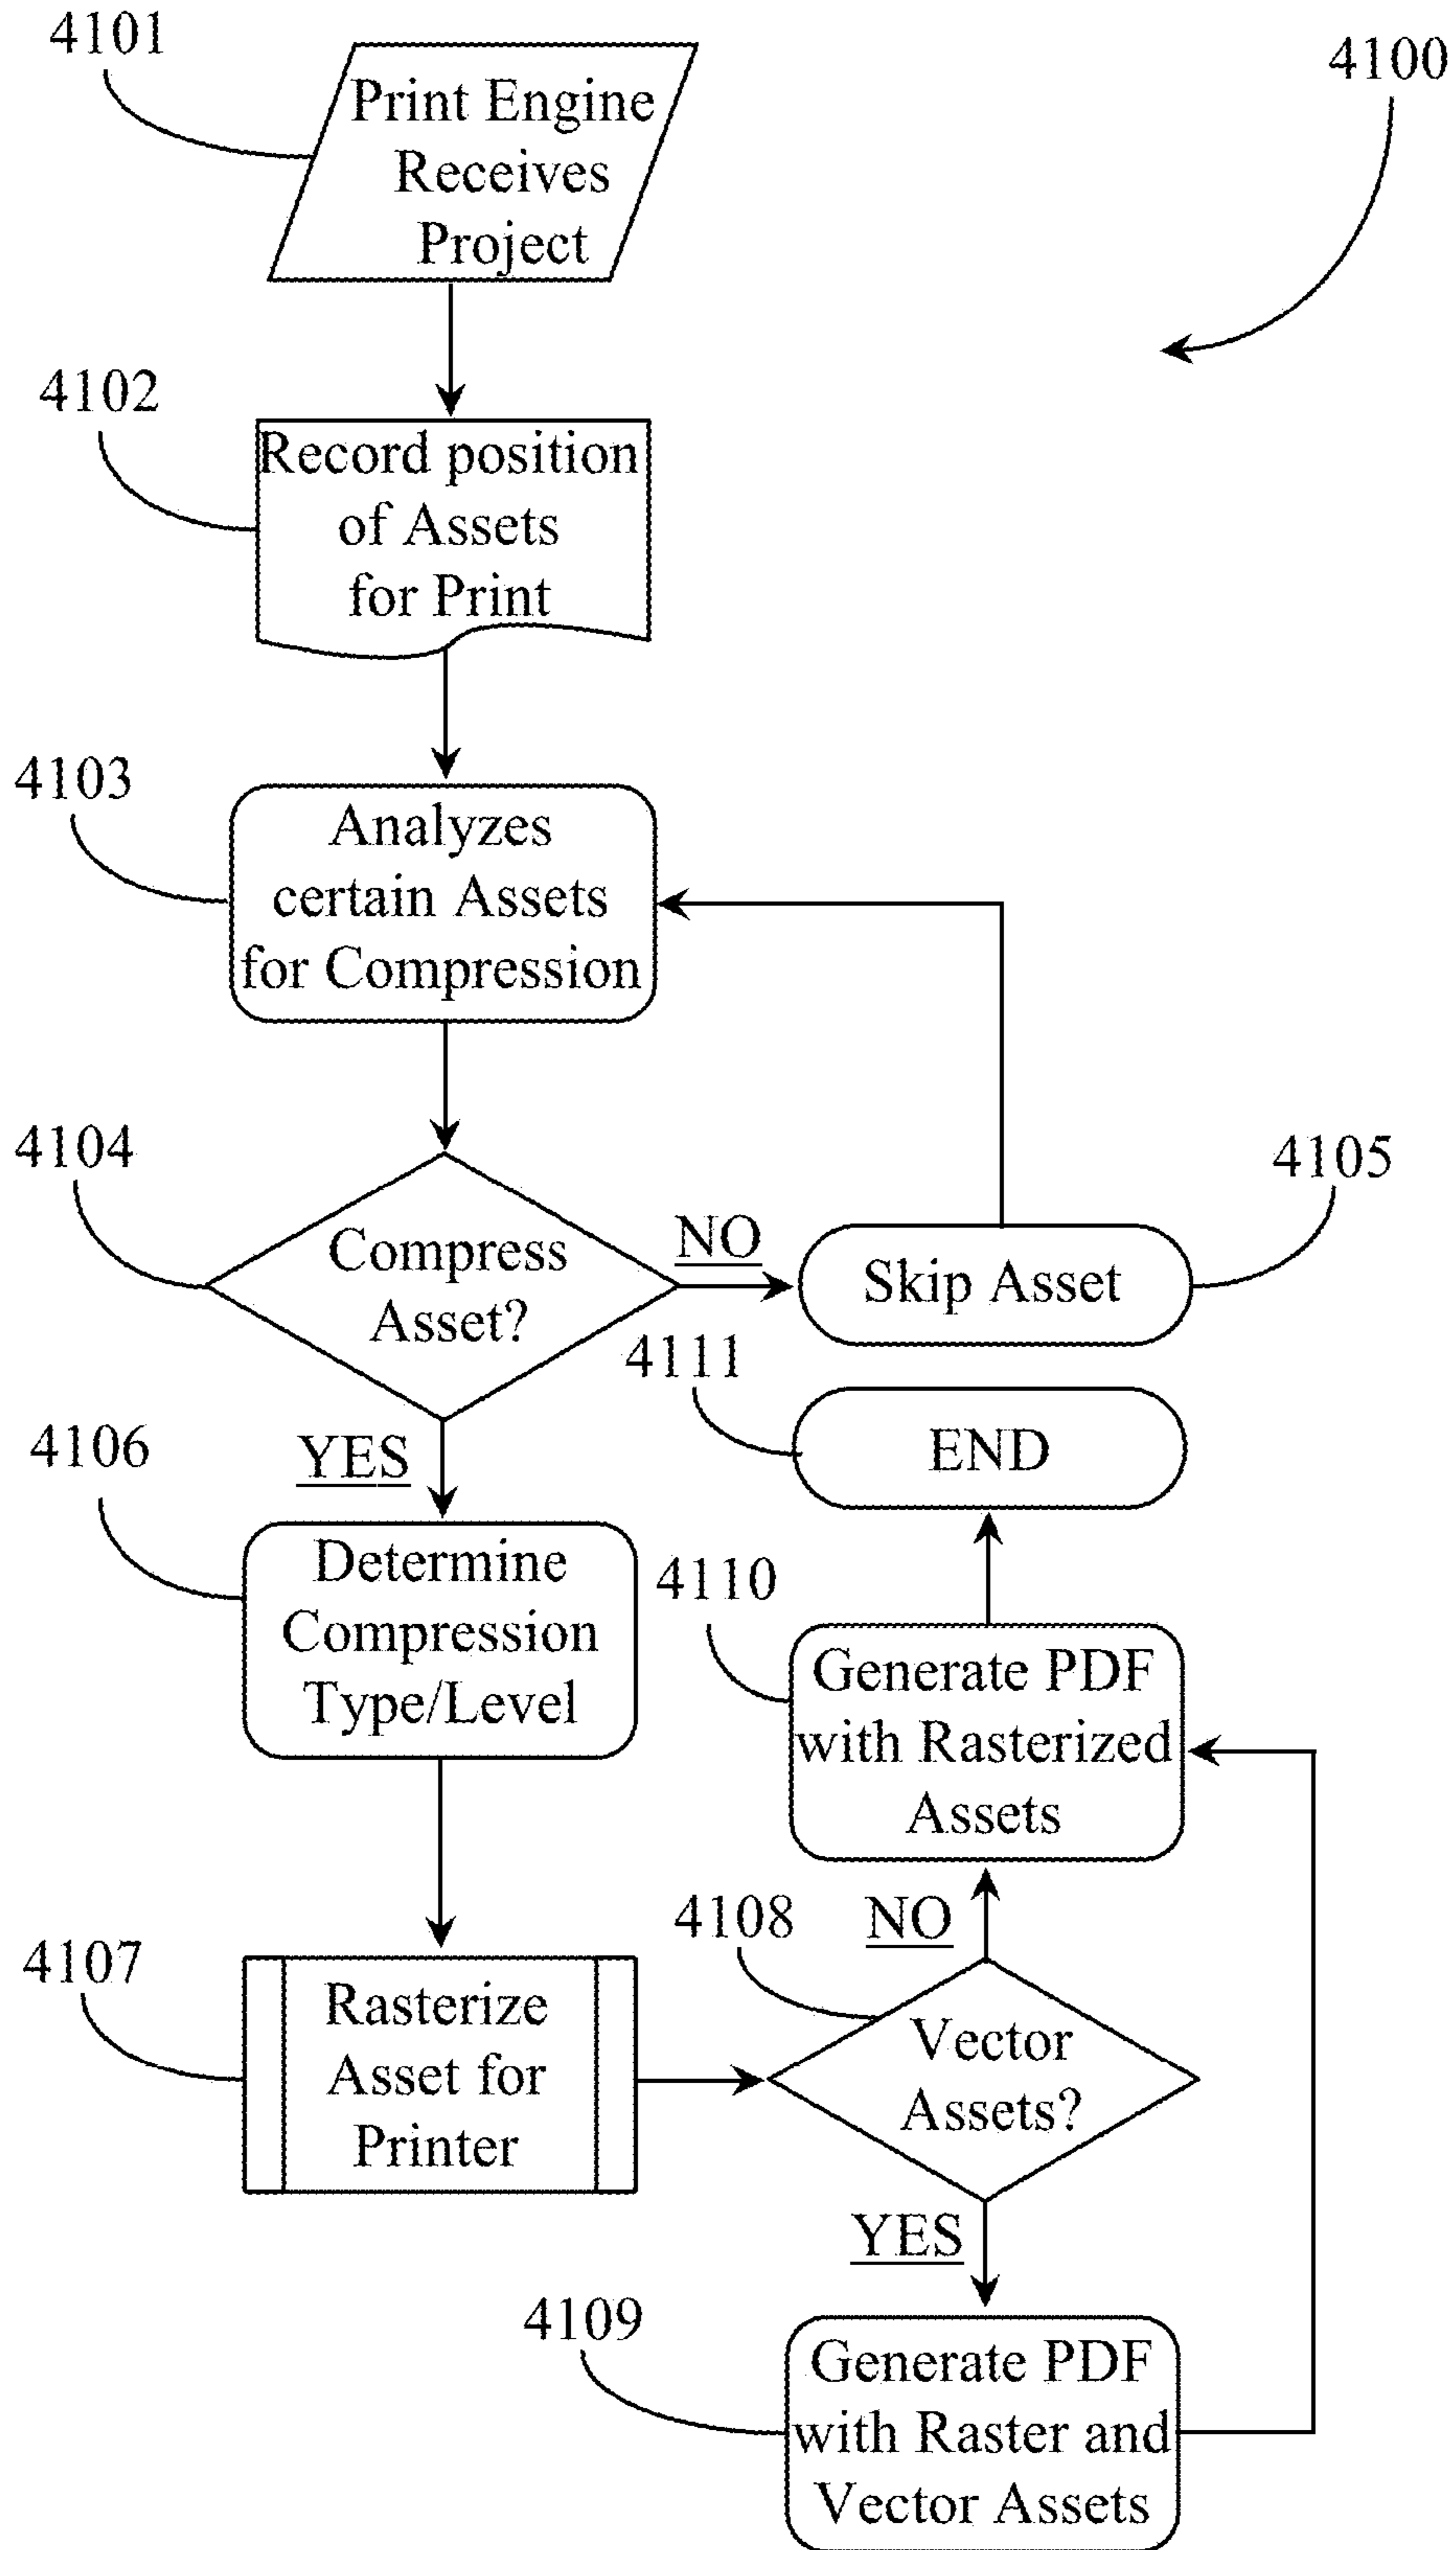 4101
Print Engine
Receives
Project
4100
4102
Record position
of Assets
for Print
4103
Analyzes
certain Assets
for Compression
4104
Compress
Asset?
NO
4105
Skip Asset
4111
END
YES
4106
Determine
Compression
Type/Level
4110
Generate PDF
with Rasterized
Assets
4107
Rasterize
Asset for
Printer
4108
NO
Vector
Assets?
YES
4109
Generate PDF
with Raster and
Vector Assets